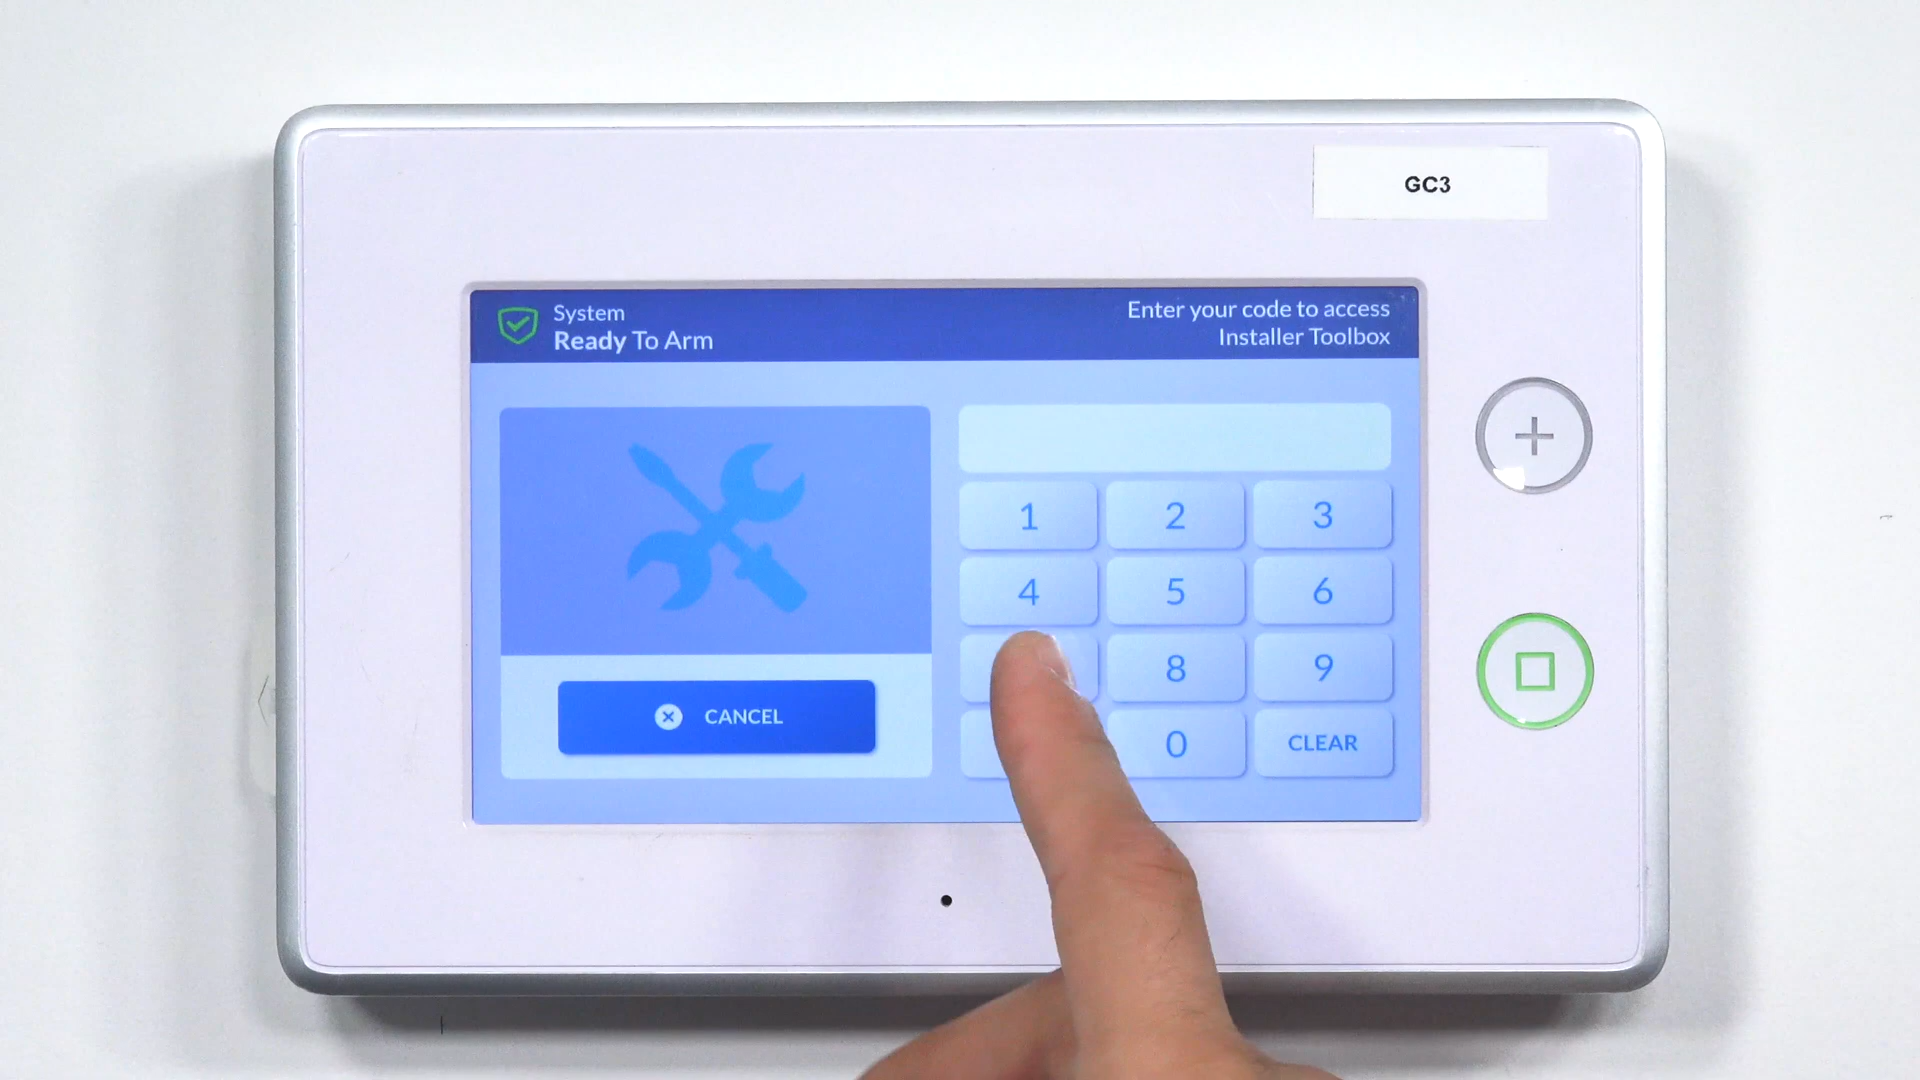 GC3
System
Ready To Arm
Enter your code to access
Installer Toolbox
1 2 3
4 5 6
8 9
0 CLEAR
CANCEL